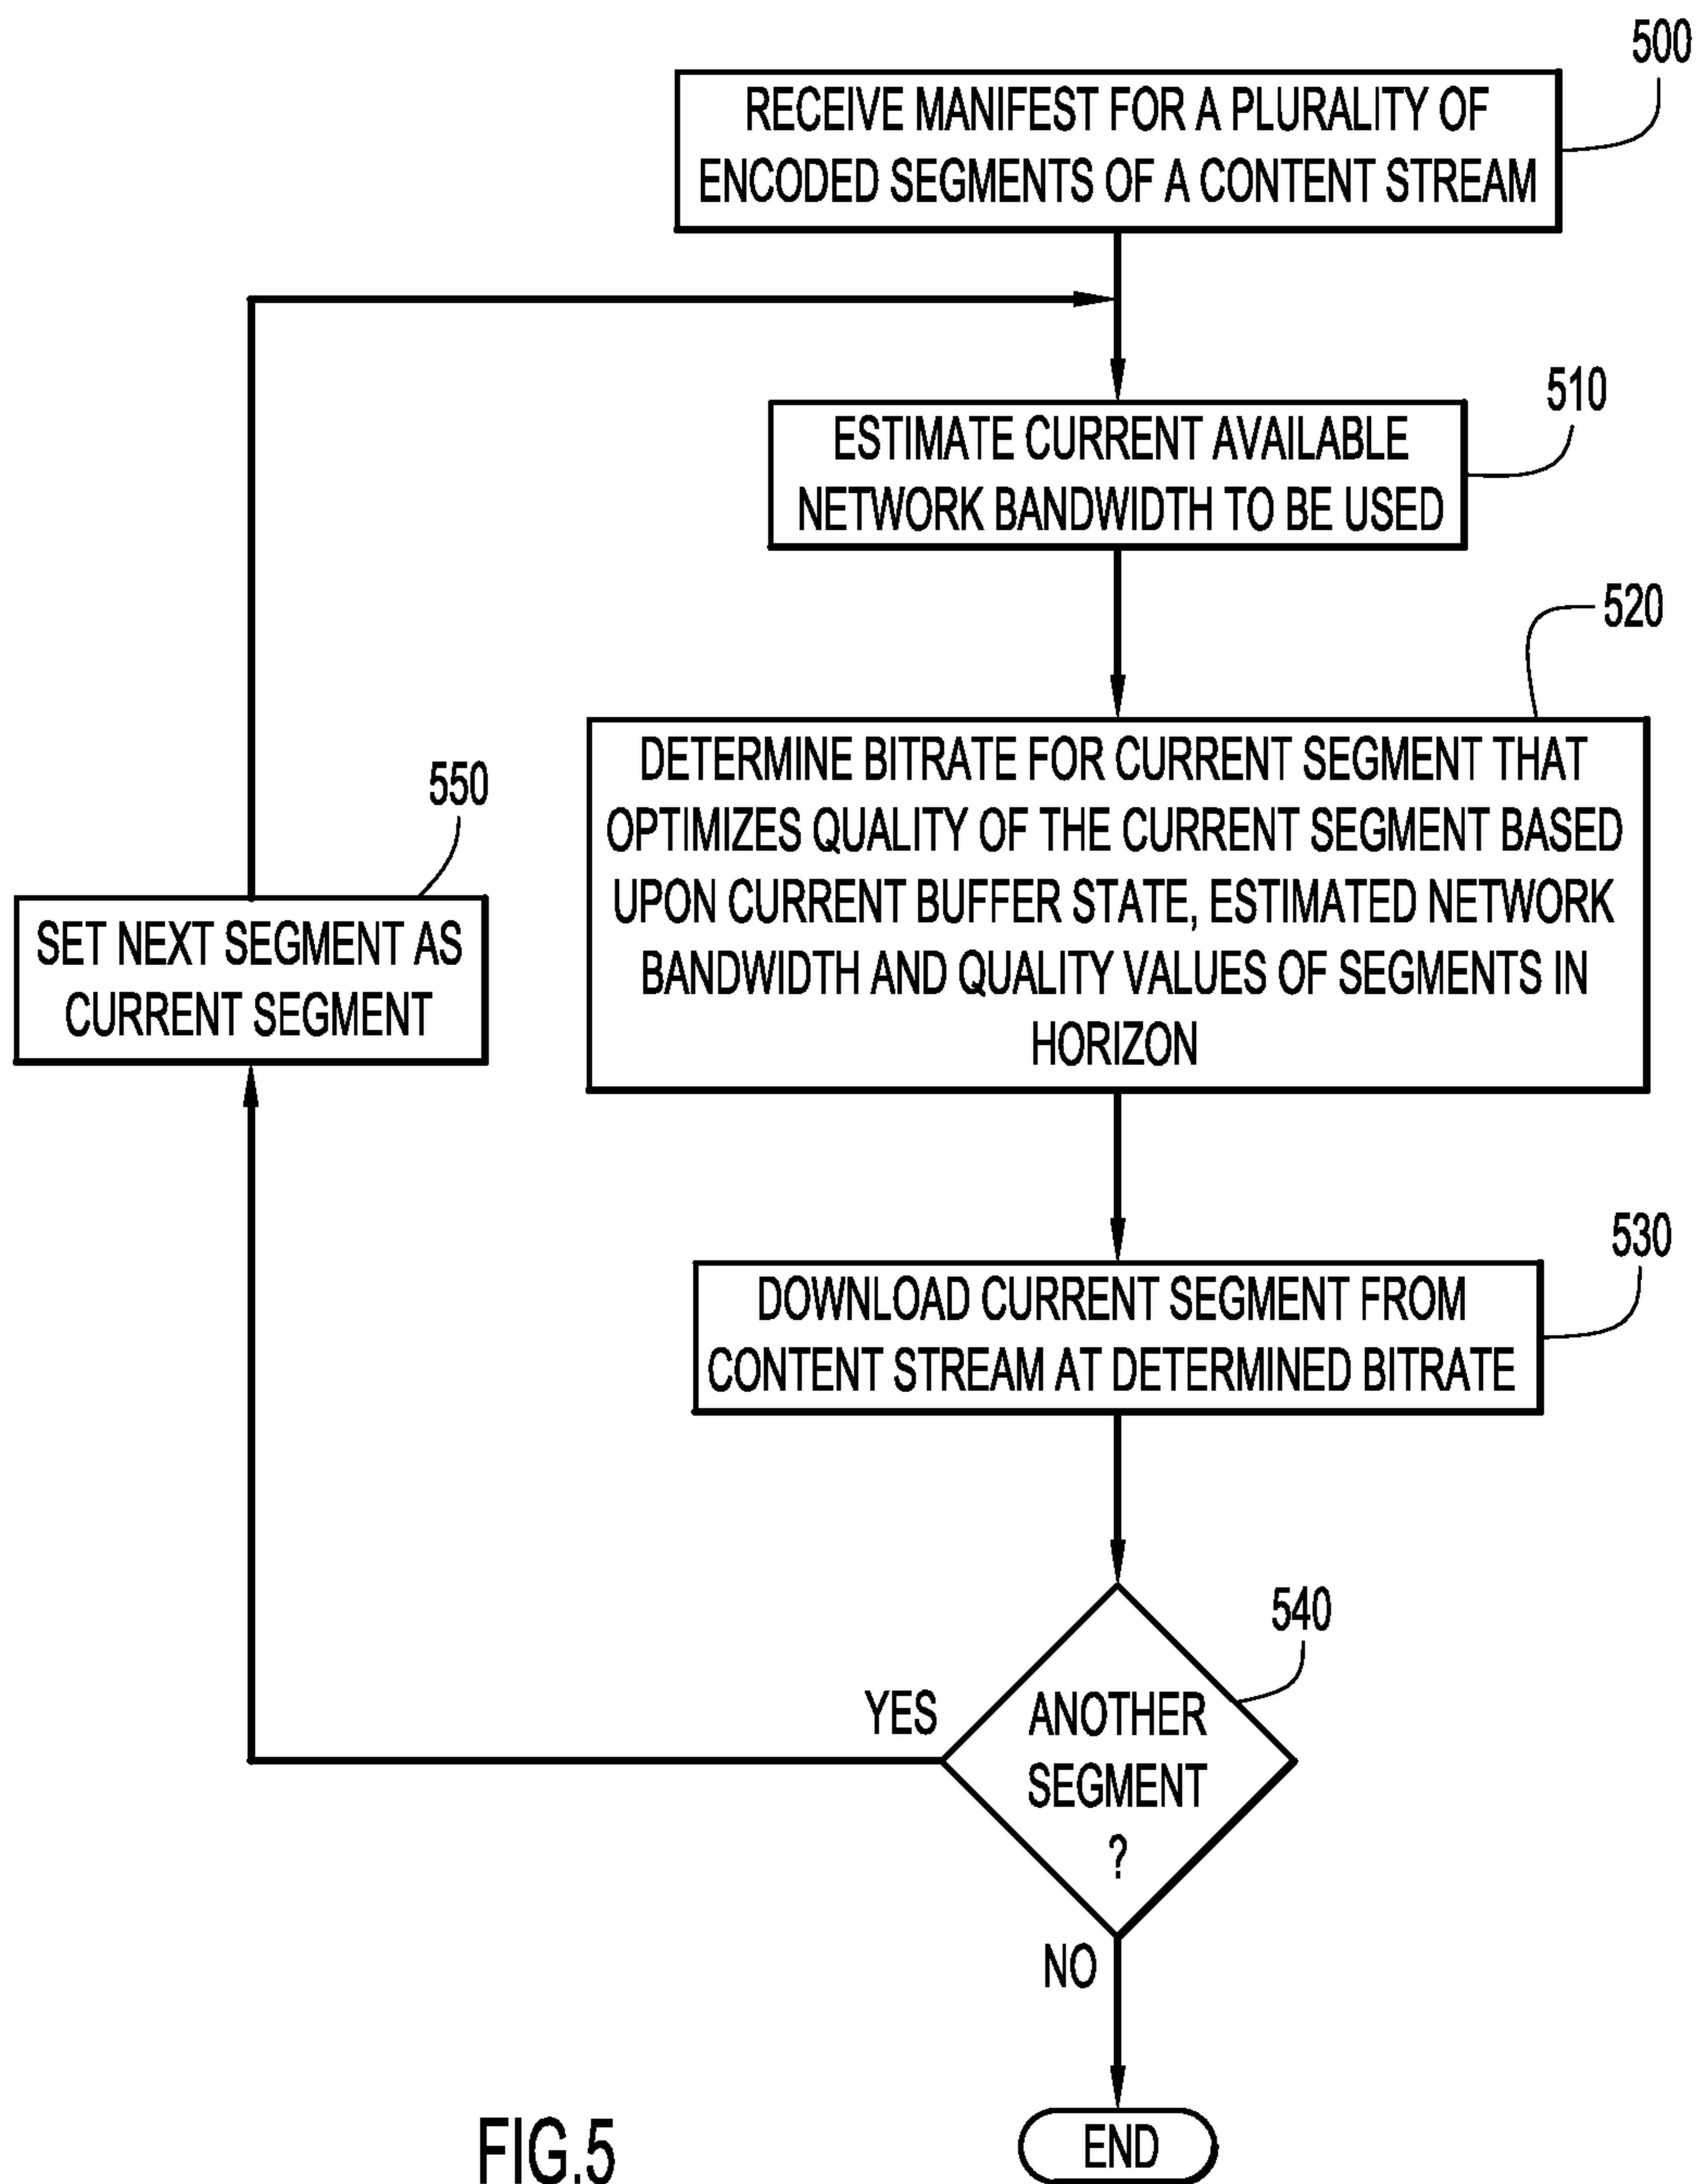 500
RECEIVE MANIFEST FOR A PLURALITY OF
ENCODED SEGMENTS OF A CONTENT STREAM
510
ESTIMATE CURRENT AVAILABLE
NETWORK BANDWIDTH TO BE USED
520
DETERMINE BITRATE FOR CURRENT SEGMENT THAT
OPTIMIZES QUALITY OF THE CURRENT SEGMENT BASED
UPON CURRENT BUFFER STATE, ESTIMATED NETWORK
BANDWIDTH AND QUALITY VALUES OF SEGMENTS IN
HORIZON
550
SET NEXT SEGMENT AS
CURRENT SEGMENT
530
DOWNLOAD CURRENT SEGMENT FROM
CONTENT STREAM AT DETERMINED BITRATE
540
YES
ANOTHER
SEGMENT
?
NO
END
FIG.5